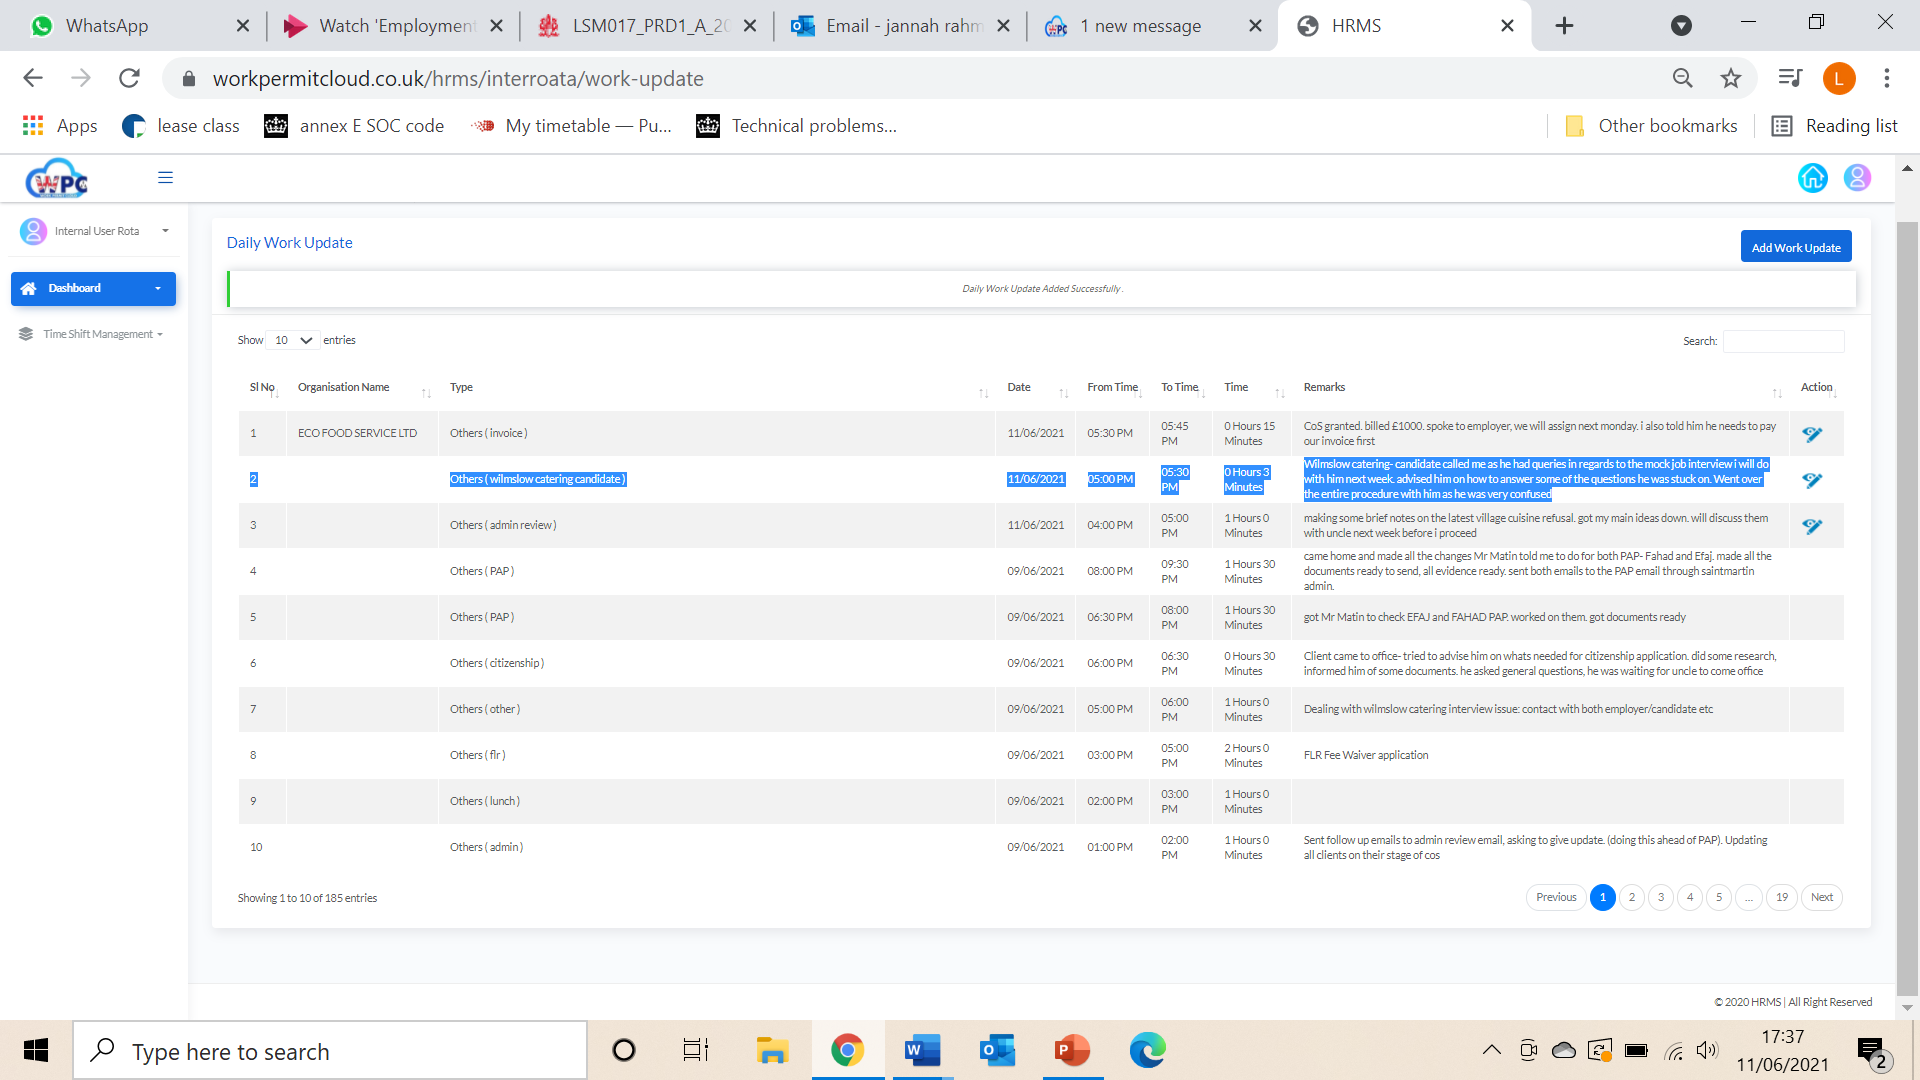 WhatsApp
Watch 'Employment
LSM017_PRD1_A_20
Email - jannah rahm
1 new message
HRMS
workpermitcloud.co.uk/hrms/interroata/work-update
L
Apps
lease class
annex E SOC code
My timetable — Pu...
Technical problems...
Other bookmarks
Reading list
WPC
Internal User Rota
Daily Work Update
Add Work Update
Dashboard
Daily Work Update Added Successfully .
Time Shift Management
Show 10 entries
Search:
Sl No Organisation Name Type Date From Time To Time Time Remarks Action
1 ECO FOOD SERVICE LTD Others ( invoice ) 11/06/2021 05:30 PM 05:45 PM 0 Hours 15 Minutes CoS granted. billed £1000. spoke to employer, we will assign next monday. i also told him he needs to pay
our invoice first
2 Others ( wilmslow catering candidate ) 11/06/2021 05:00 PM 05:30 PM 0 Hours 3 Minutes Wilmslow catering- candidate called me as he had queries in regards to the mock job interview i will do
with him next week. advised him on how to answer some of the questions he was stuck on. Went over
the entire procedure with him as he was very confused
3 Others ( admin review ) 11/06/2021 04:00 PM 05:00 PM 1 Hours 0 Minutes making some brief notes on the latest village cuisine refusal. got my main ideas down. will discuss them
with uncle next week before i proceed
4 Others ( PAP ) 09/06/2021 08:00 PM 09:30 PM 1 Hours 30 Minutes came home and made all the changes Mr Matin told me to do for both PAP- Fahad and Efaj. made all the
documents ready to send, all evidence ready. sent both emails to the PAP email through saintmartin
admin.
5 Others ( PAP ) 09/06/2021 06:30 PM 08:00 PM 1 Hours 30 Minutes got Mr Matin to check EFAJ and FAHAD PAP. worked on them. got documents ready
6 Others ( citizenship ) 09/06/2021 06:00 PM 06:30 PM 0 Hours 30 Minutes Client came to office- tried to advise him on whats needed for citizenship application. did some research,
informed him of some documents. he asked general questions, he was waiting for uncle to come office
7 Others ( other ) 09/06/2021 05:00 PM 06:00 PM 1 Hours 0 Minutes Dealing with wilmslow catering interview issue: contact with both employer/candidate etc
8 Others ( flr ) 09/06/2021 03:00 PM 05:00 PM 2 Hours 0 Minutes FLR Fee Waiver application
9 Others ( lunch ) 09/06/2021 02:00 PM 03:00 PM 1 Hours 0 Minutes
10 Others ( admin ) 09/06/2021 01:00 PM 02:00 PM 1 Hours 0 Minutes Sent follow up emails to admin review email, asking to give update. (doing this ahead of PAP). Updating
all clients on their stage of cos
Showing 1 to 10 of 185 entries
Previous 1 2 3 4 5 ... 19 Next
© 2020 HRMS | All Right Reserved
Type here to search
17:37
11/06/2021
2